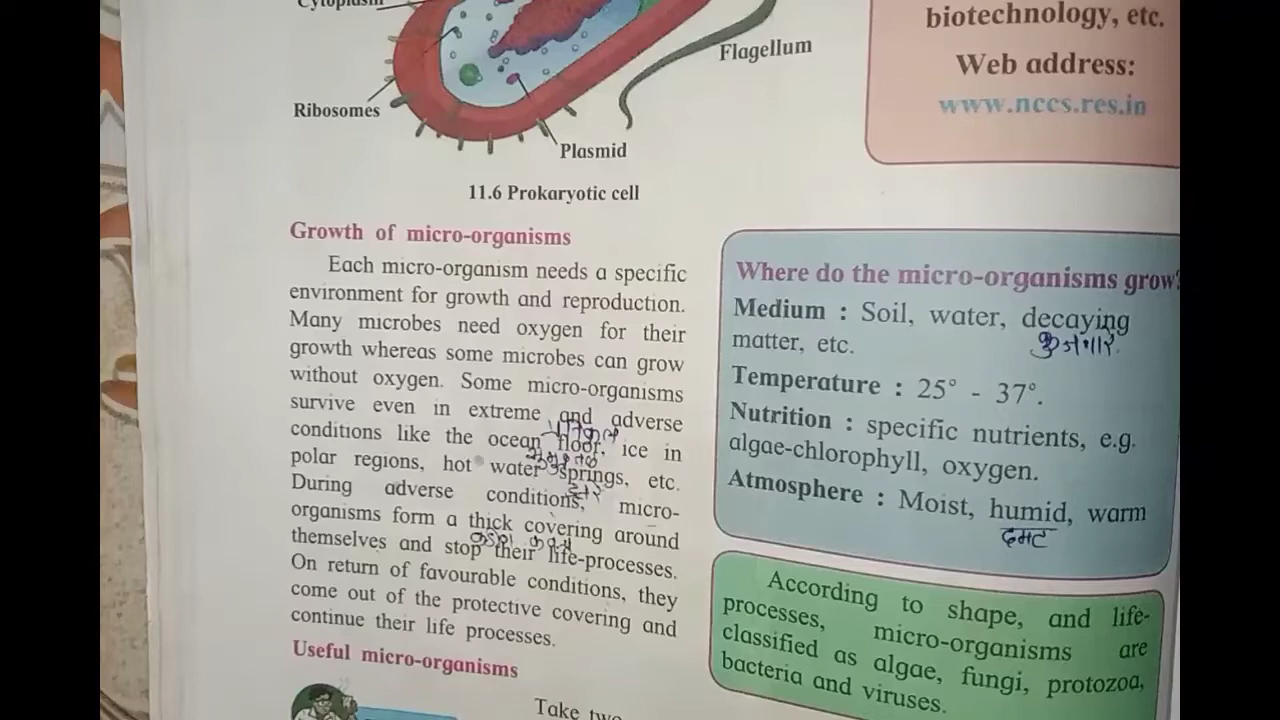 Cytoplasm
biotechnology, etc.
Web address:
www.nccs.res.in
Flagellum
Ribosomes
Plasmid
11.6 Prokaryotic cell
Growth of micro-organisms
Each micro-organism needs a specific
environment for growth and reproduction.
Many microbes need oxygen for their
growth whereas some microbes can grow
without oxygen. Some micro-organisms
survive even in extreme and adverse
conditions like the ocean floor, ice in
polar regions, hot water springs, etc.
During adverse conditions, micro-
organisms form a thick covering around
themselves and stop their life-processes.
On return of favourable conditions, they
come out of the protective covering and
continue their life processes.
Useful micro-organisms
Take two
Where do the micro-organisms grow?
Medium : Soil, water, decaying
matter, etc.
Temperature : 25° - 37°.
Nutrition : specific nutrients, e.g.
algae-chlorophyll, oxygen.
Atmosphere : Moist, humid, warm
दमट
According to shape, and life-
processes, micro-organisms are
classified as algae, fungi, protozoa,
bacteria and viruses.